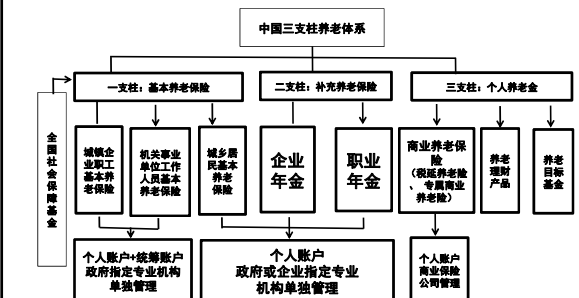 中国三支柱养老体系
一支柱：基本养老保险
二支柱：补充养老保险
三支柱：个人养老金
全国社会保障基金
城镇企
业职工
基本养
老保险
机关事业
单位工作
人员基本
养老保险
城乡居
民基本
养老
保险
企业
年金
职业
年金
商业养老保
险
（税延养老险
、专属商业
养老险）
养老
理财
产品
养老
目标
基金
个人账户+统筹账户
政府指定专业机构
单独管理
个人账户
政府或企业指定专业
机构单独管理
个人账户
商业保险
公司管理